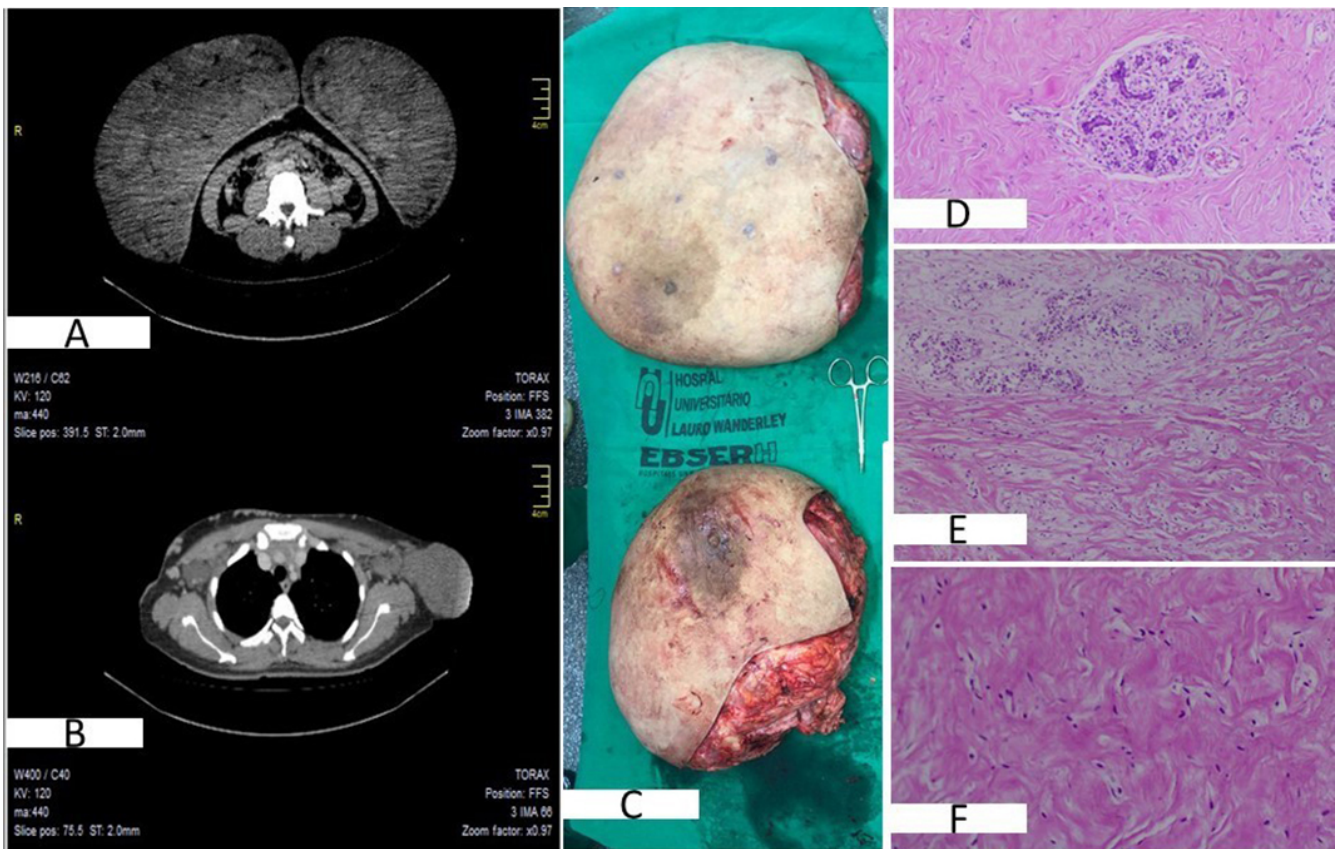 R
4cm
A
W216 / C62
KV: 120
ma:440
Slice pos: 391.5 ST: 2.0mm
TORAX
Position: FFS
3 IMA 382
Zoom factor: x0.97
R
4cm
B
W400 / C40
KV: 120
ma:440
Slice pos: 75.5 ST: 2.0mm
TORAX
Position: FFS
3 IMA 66
Zoom factor: x0.97
HOSPITAL
UNIVERSITÁRIO
LAURO WANDERLEY
EBSERH
C
D
E
F